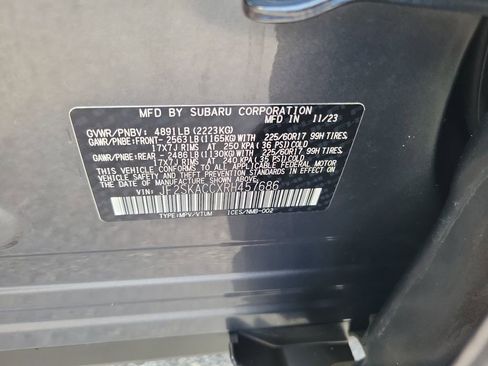 MFD BY SUBARU CORPORATION
MFD IN 11/23
GVWR/PNBV: 4891LB(2223KG)
GAWR/PNBE:FRONT-2563LB(1165KG)WITH 225/60R17 99H TIRES,
17X7J RIMS AT 250 KPA(36 PSI)COLD
GAWR/PNBE:REAR -2486LB(1130KG)WITH 225/60R17 99H TIRES,
17X7J RIMS AT 240 KPA(35 PSI)COLD
THIS VEHICLE CONFORMS TO ALL APPLICABLE FEDERAL MOTOR
VEHICLE SAFETY AND THEFT PREVENTION STANDARDS IN EFFECT ON
THE DATE OF MANUFACTURE SHOWN ABOVE.
VIN: JF2SKACCXRH457686
TYPE:MPV/VTUM ICES/NMB-002